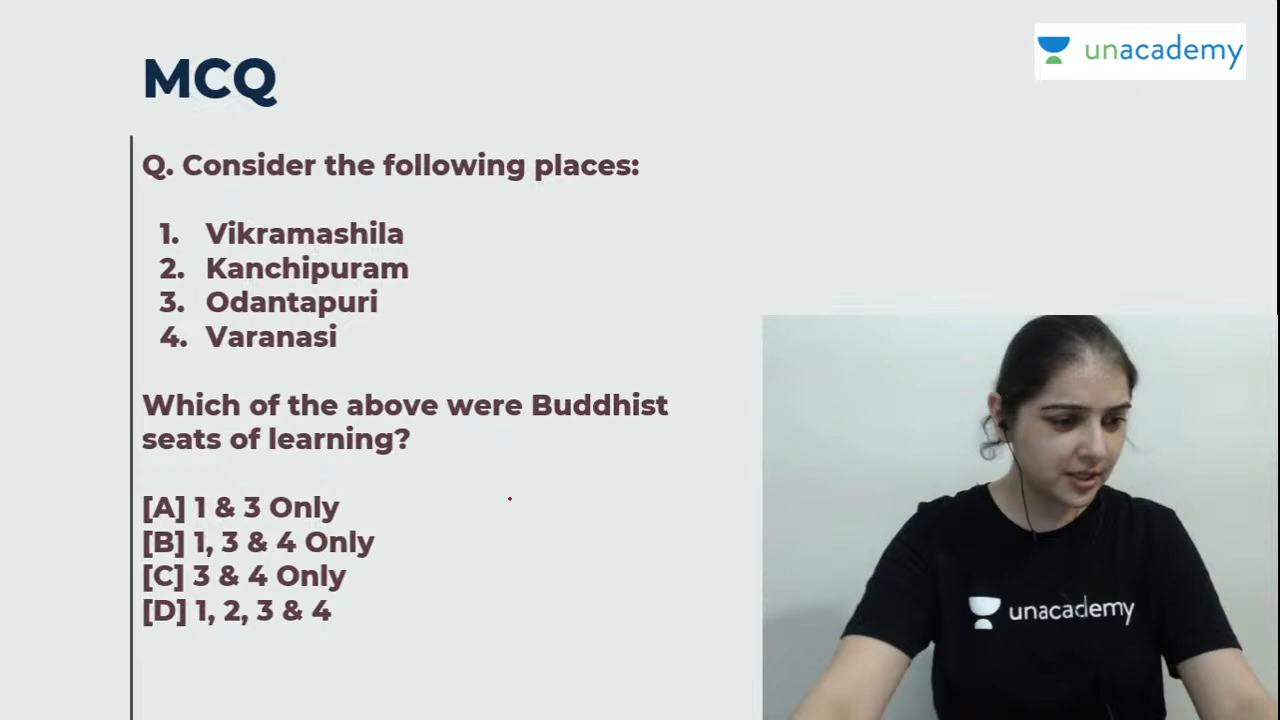 unacademy
MCQ
Q. Consider the following places:
1. Vikramashila
2. Kanchipuram
3. Odantapuri
4. Varanasi
Which of the above were Buddhist
seats of learning?
[A] 1 & 3 Only
[B] 1, 3 & 4 Only
[C] 3 & 4 Only
[D] 1, 2, 3 & 4
unacademy